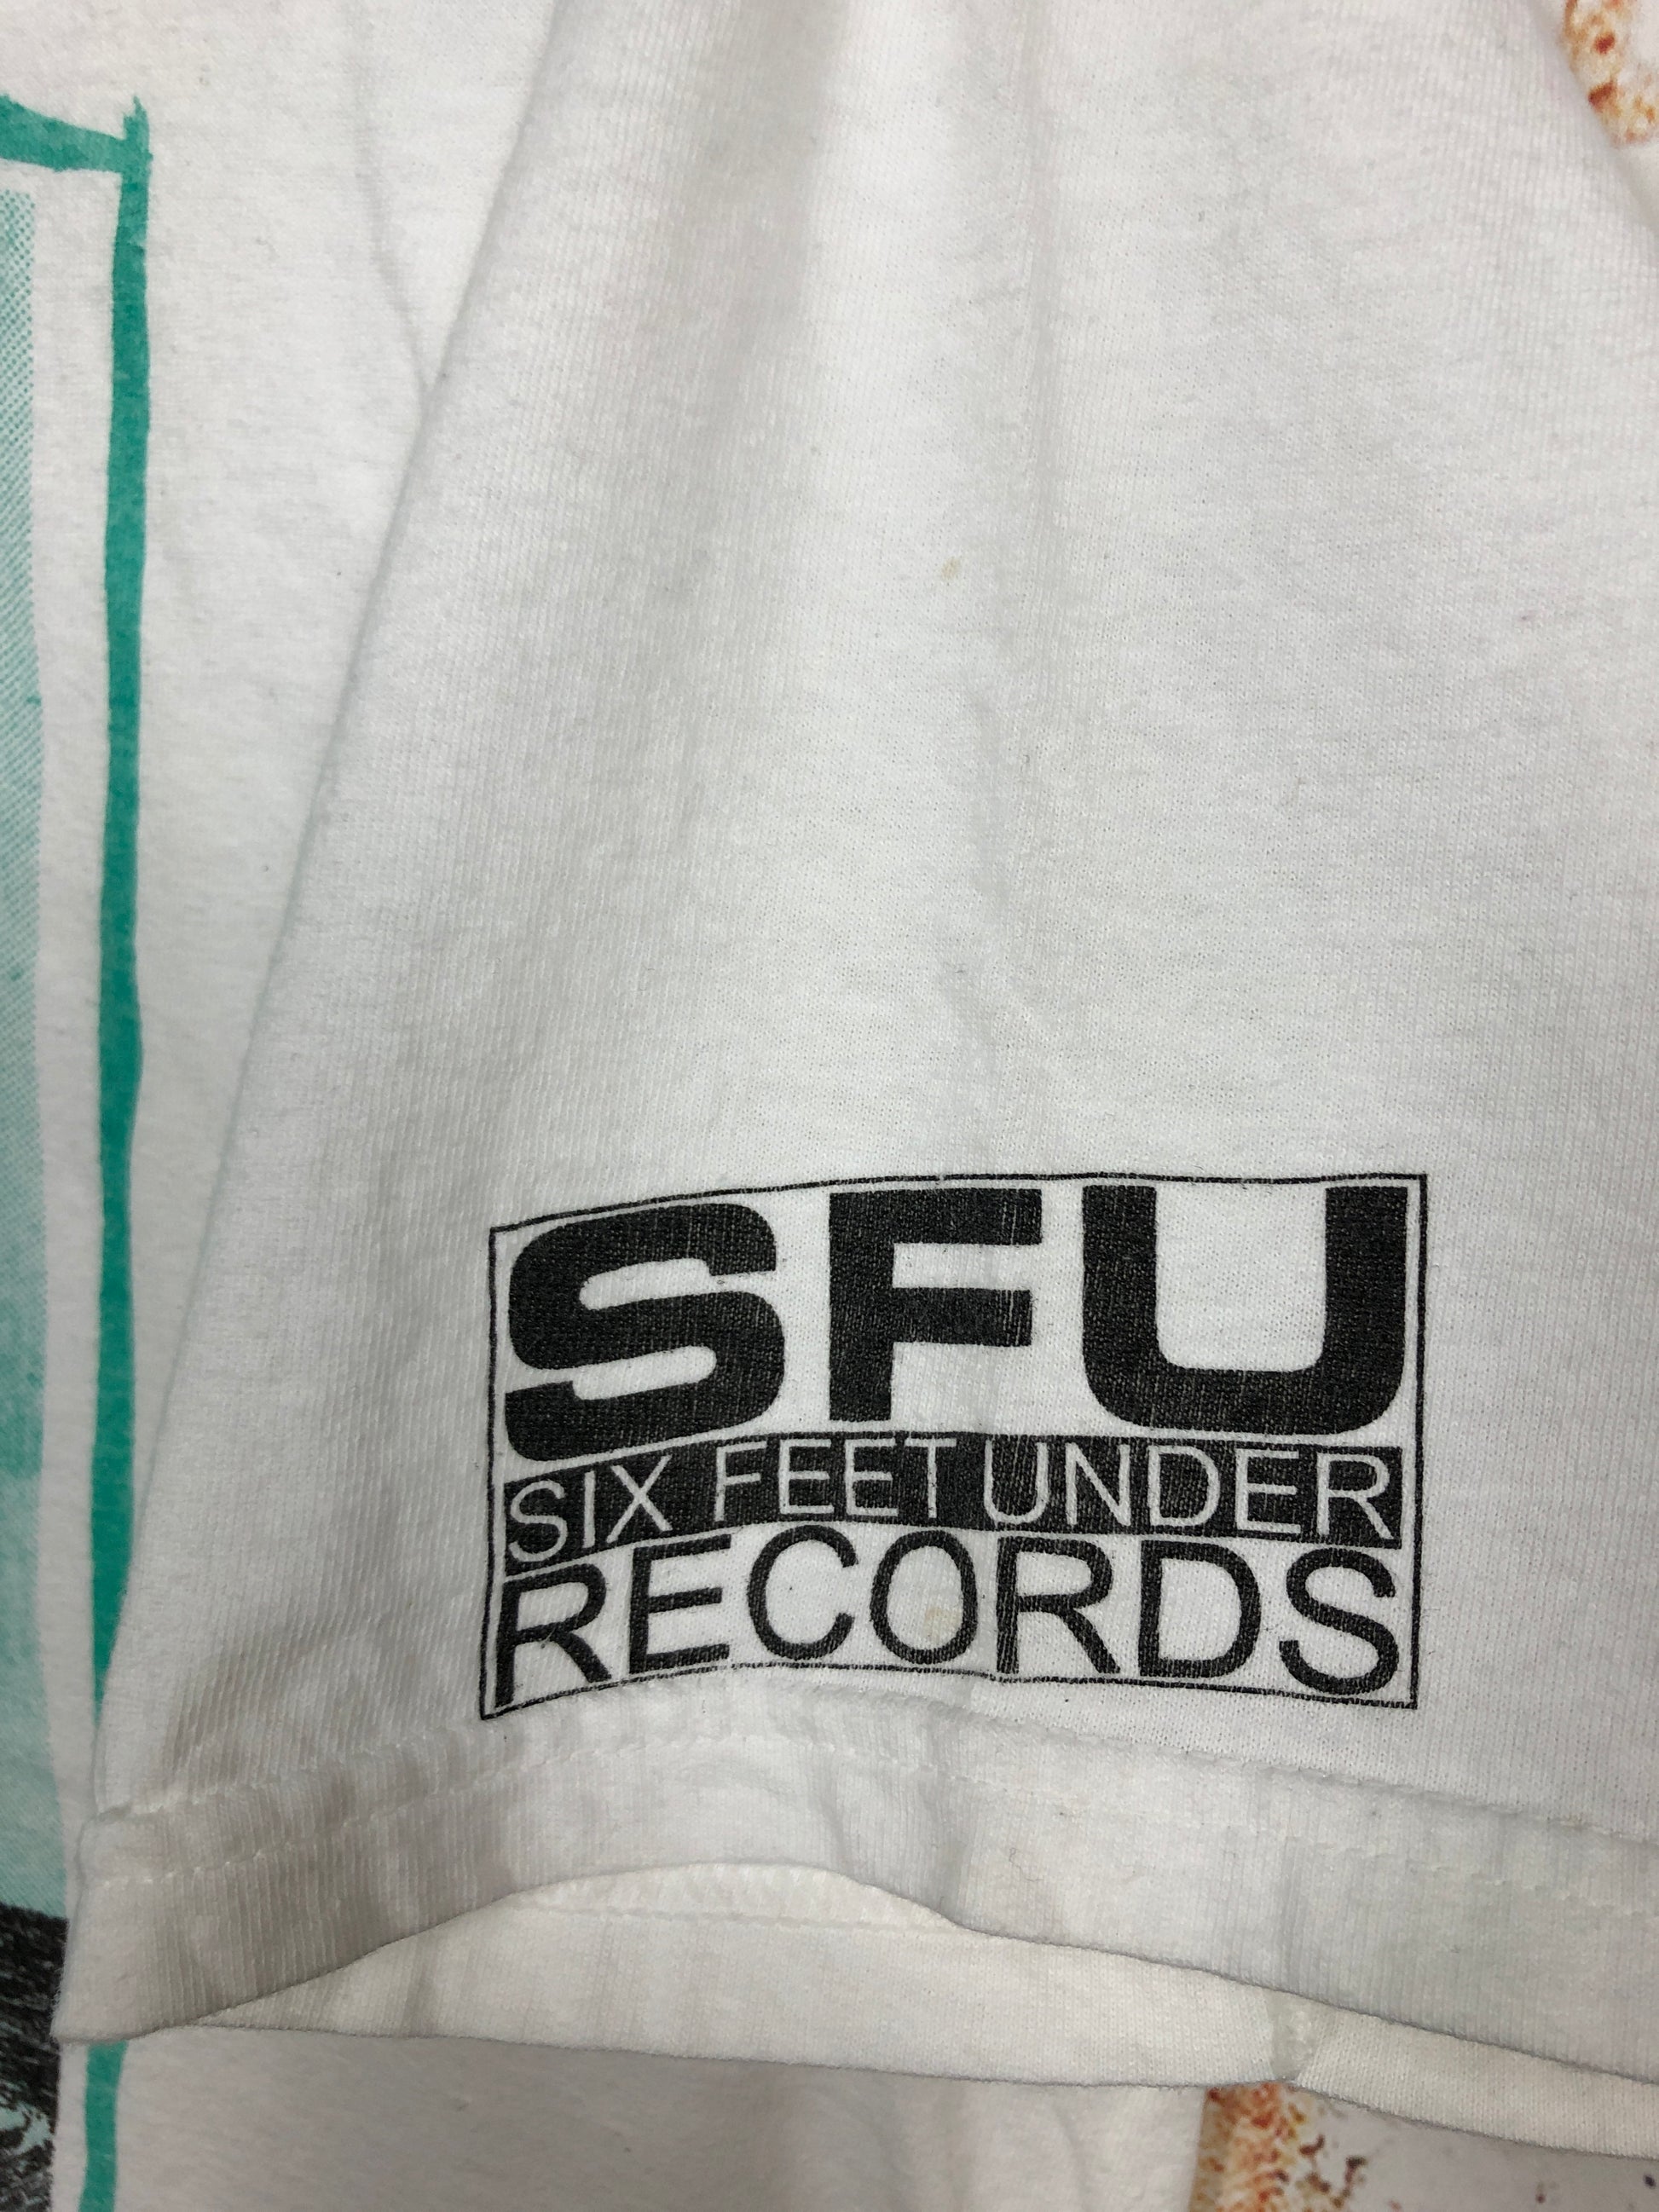 SFU
SIX FEET UNDER
RECORDS